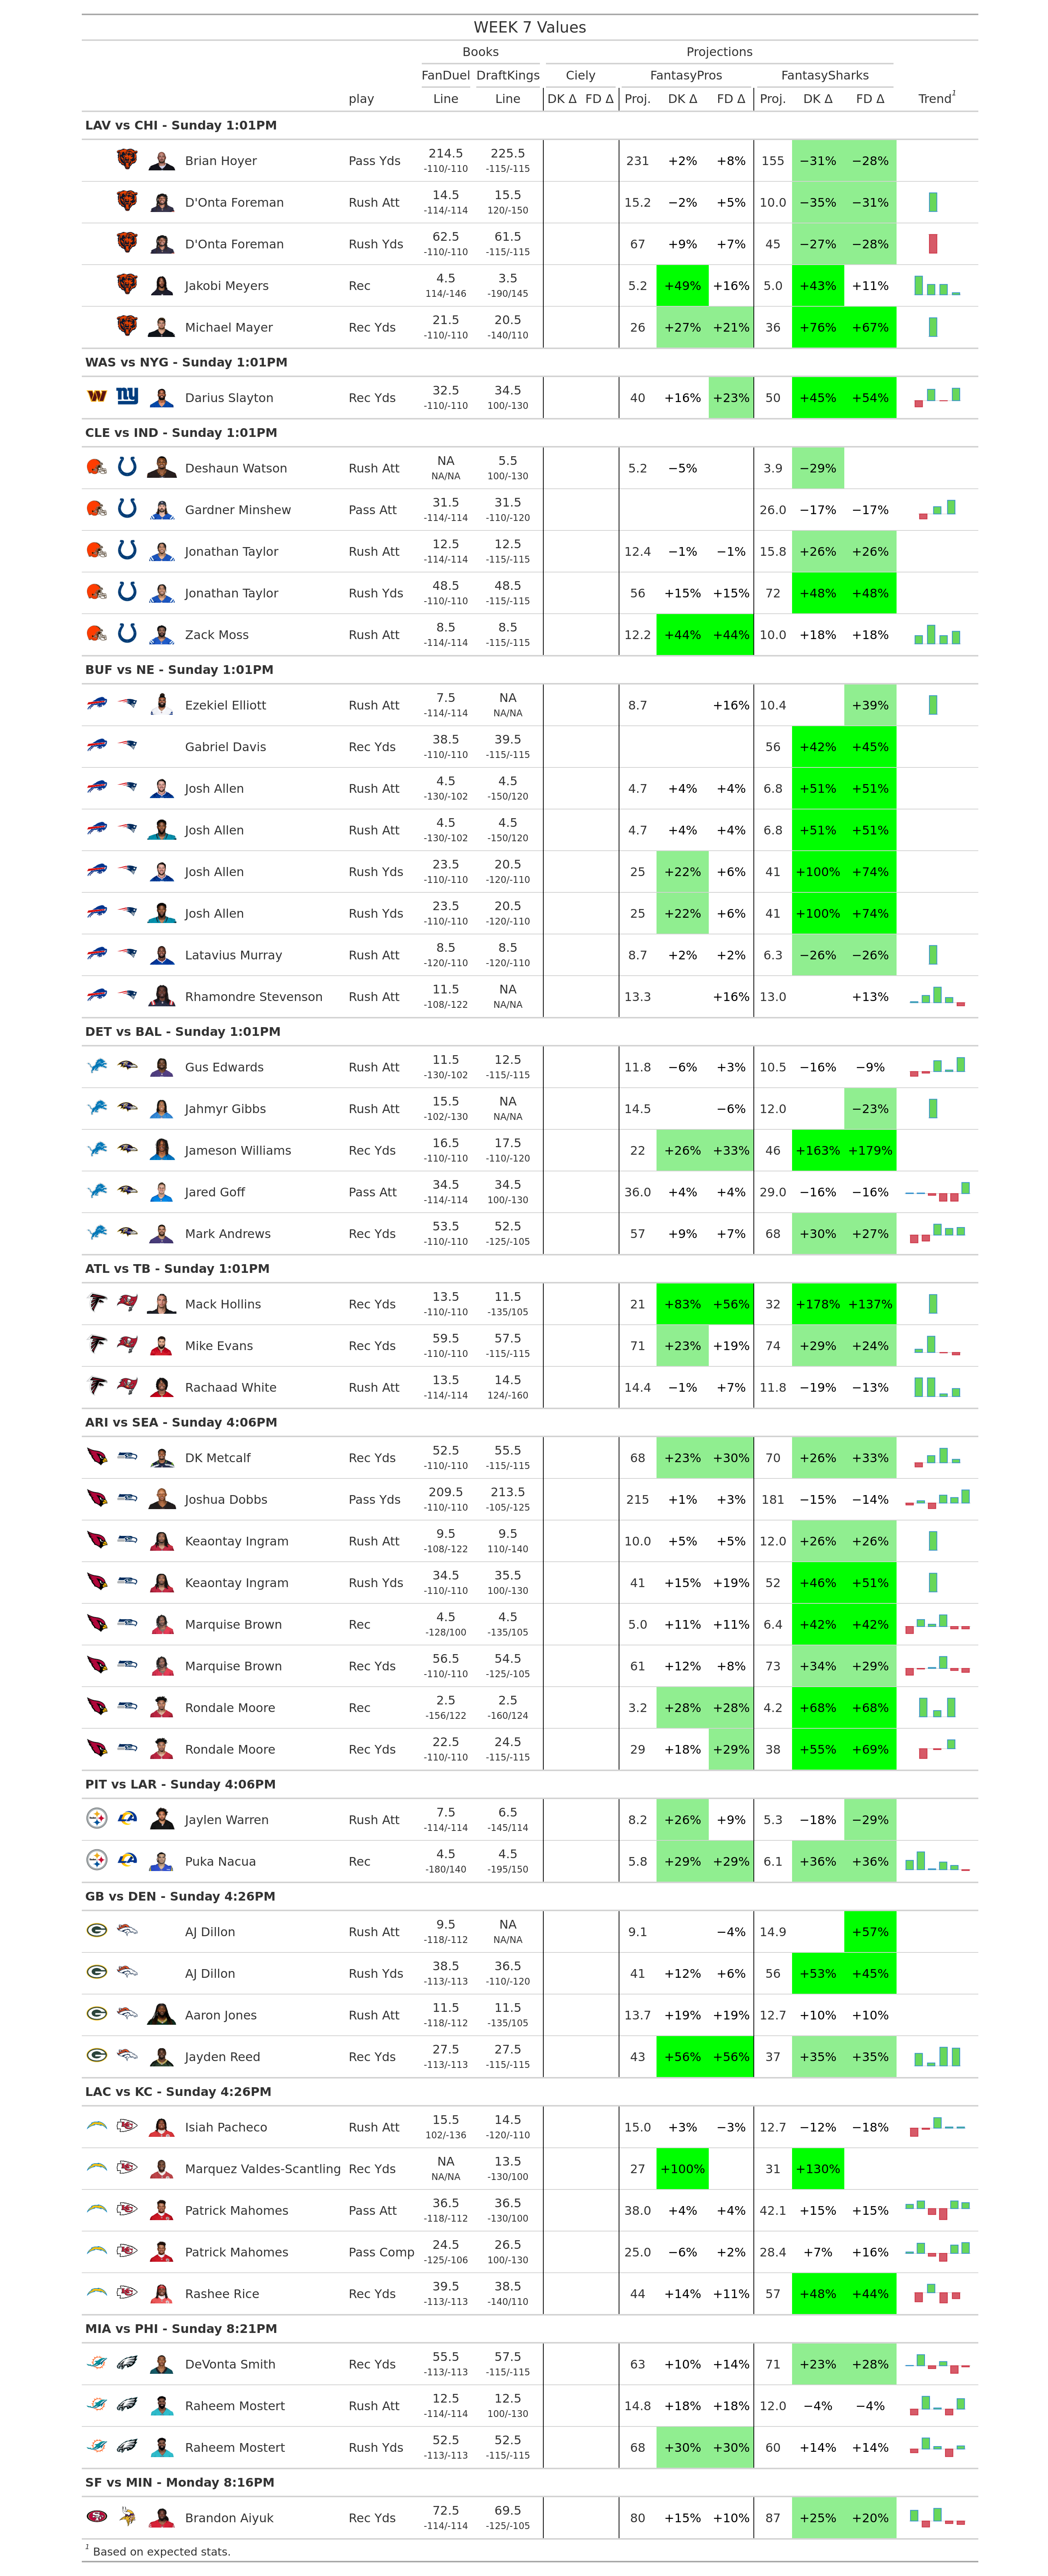 WEEK 7 Values
Books Projections
FanDuel DraftKings Ciely FantasyPros FantasySharks
play Line Line DK Δ FD Δ Proj. DK Δ FD Δ Proj. DK Δ FD Δ Trend1
LAV vs CHI - Sunday 1:01PM
Brian Hoyer Pass Yds 214.5 225.5 231 +2% +8% 155 −31% −28%
-110/-110 -115/-115
D'Onta Foreman Rush Att 14.5 15.5 15.2 −2% +5% 10.0 −35% −31%
-114/-114 120/-150
D'Onta Foreman Rush Yds 62.5 61.5 67 +9% +7% 45 −27% −28%
-110/-110 -115/-115
Jakobi Meyers Rec 4.5 3.5 5.2 +49% +16% 5.0 +43% +11%
114/-146 -190/145
Michael Mayer Rec Yds 21.5 20.5 26 +27% +21% 36 +76% +67%
-110/-110 -140/110
WAS vs NYG - Sunday 1:01PM
Darius Slayton Rec Yds 32.5 34.5 40 +16% +23% 50 +45% +54%
-110/-110 100/-130
CLE vs IND - Sunday 1:01PM
Deshaun Watson Rush Att NA 5.5 5.2 −5% 3.9 −29%
NA/NA 100/-130
Gardner Minshew Pass Att 31.5 31.5 26.0 −17% −17%
-114/-114 -110/-120
Jonathan Taylor Rush Att 12.5 12.5 12.4 −1% −1% 15.8 +26% +26%
-114/-114 -115/-115
Jonathan Taylor Rush Yds 48.5 48.5 56 +15% +15% 72 +48% +48%
-110/-110 -115/-115
Zack Moss Rush Att 8.5 8.5 12.2 +44% +44% 10.0 +18% +18%
-114/-114 -115/-115
BUF vs NE - Sunday 1:01PM
Ezekiel Elliott Rush Att 7.5 NA 8.7 +16% 10.4 +39%
-114/-114 NA/NA
Gabriel Davis Rec Yds 38.5 39.5 56 +42% +45%
-110/-110 -115/-115
Josh Allen Rush Att 4.5 4.5 4.7 +4% +4% 6.8 +51% +51%
-130/-102 -150/120
Josh Allen Rush Att 4.5 4.5 4.7 +4% +4% 6.8 +51% +51%
-130/-102 -150/120
Josh Allen Rush Yds 23.5 20.5 25 +22% +6% 41 +100% +74%
-110/-110 -120/-110
Josh Allen Rush Yds 23.5 20.5 25 +22% +6% 41 +100% +74%
-110/-110 -120/-110
Latavius Murray Rush Att 8.5 8.5 8.7 +2% +2% 6.3 −26% −26%
-120/-110 -120/-110
Rhamondre Stevenson Rush Att 11.5 NA 13.3 +16% 13.0 +13%
-108/-122 NA/NA
DET vs BAL - Sunday 1:01PM
Gus Edwards Rush Att 11.5 12.5 11.8 −6% +3% 10.5 −16% −9%
-130/-102 -115/-115
Jahmyr Gibbs Rush Att 15.5 NA 14.5 −6% 12.0 −23%
-102/-130 NA/NA
Jameson Williams Rec Yds 16.5 17.5 22 +26% +33% 46 +163% +179%
-110/-110 -110/-120
Jared Goff Pass Att 34.5 34.5 36.0 +4% +4% 29.0 −16% −16%
-114/-114 100/-130
Mark Andrews Rec Yds 53.5 52.5 57 +9% +7% 68 +30% +27%
-110/-110 -125/-105
ATL vs TB - Sunday 1:01PM
Mack Hollins Rec Yds 13.5 11.5 21 +83% +56% 32 +178% +137%
-110/-110 -135/105
Mike Evans Rec Yds 59.5 57.5 71 +23% +19% 74 +29% +24%
-110/-110 -115/-115
Rachaad White Rush Att 13.5 14.5 14.4 −1% +7% 11.8 −19% −13%
-114/-114 124/-160
ARI vs SEA - Sunday 4:06PM
DK Metcalf Rec Yds 52.5 55.5 68 +23% +30% 70 +26% +33%
-110/-110 -115/-115
Joshua Dobbs Pass Yds 209.5 213.5 215 +1% +3% 181 −15% −14%
-110/-110 -105/-125
Keaontay Ingram Rush Att 9.5 9.5 10.0 +5% +5% 12.0 +26% +26%
-108/-122 110/-140
Keaontay Ingram Rush Yds 34.5 35.5 41 +15% +19% 52 +46% +51%
-110/-110 100/-130
Marquise Brown Rec 4.5 4.5 5.0 +11% +11% 6.4 +42% +42%
-128/100 -135/105
Marquise Brown Rec Yds 56.5 54.5 61 +12% +8% 73 +34% +29%
-110/-110 -125/-105
Rondale Moore Rec 2.5 2.5 3.2 +28% +28% 4.2 +68% +68%
-156/122 -160/124
Rondale Moore Rec Yds 22.5 24.5 29 +18% +29% 38 +55% +69%
-110/-110 -115/-115
PIT vs LAR - Sunday 4:06PM
Jaylen Warren Rush Att 7.5 6.5 8.2 +26% +9% 5.3 −18% −29%
-114/-114 -145/114
Puka Nacua Rec 4.5 4.5 5.8 +29% +29% 6.1 +36% +36%
-180/140 -195/150
GB vs DEN - Sunday 4:26PM
AJ Dillon Rush Att 9.5 NA 9.1 −4% 14.9 +57%
-118/-112 NA/NA
AJ Dillon Rush Yds 38.5 36.5 41 +12% +6% 56 +53% +45%
-113/-113 -110/-120
Aaron Jones Rush Att 11.5 11.5 13.7 +19% +19% 12.7 +10% +10%
-118/-112 -135/105
Jayden Reed Rec Yds 27.5 27.5 43 +56% +56% 37 +35% +35%
-113/-113 -115/-115
LAC vs KC - Sunday 4:26PM
Isiah Pacheco Rush Att 15.5 14.5 15.0 +3% −3% 12.7 −12% −18%
102/-136 -120/-110
Marquez Valdes-Scantling Rec Yds NA 13.5 27 +100% 31 +130%
NA/NA -130/100
Patrick Mahomes Pass Att 36.5 36.5 38.0 +4% +4% 42.1 +15% +15%
-118/-112 -130/100
Patrick Mahomes Pass Comp 24.5 26.5 25.0 −6% +2% 28.4 +7% +16%
-125/-106 100/-130
Rashee Rice Rec Yds 39.5 38.5 44 +14% +11% 57 +48% +44%
-113/-113 -140/110
MIA vs PHI - Sunday 8:21PM
DeVonta Smith Rec Yds 55.5 57.5 63 +10% +14% 71 +23% +28%
-113/-113 -115/-115
Raheem Mostert Rush Att 12.5 12.5 14.8 +18% +18% 12.0 −4% −4%
-114/-114 100/-130
Raheem Mostert Rush Yds 52.5 52.5 68 +30% +30% 60 +14% +14%
-113/-113 -115/-115
SF vs MIN - Monday 8:16PM
Brandon Aiyuk Rec Yds 72.5 69.5 80 +15% +10% 87 +25% +20%
-114/-114 -125/-105
1 Based on expected stats.